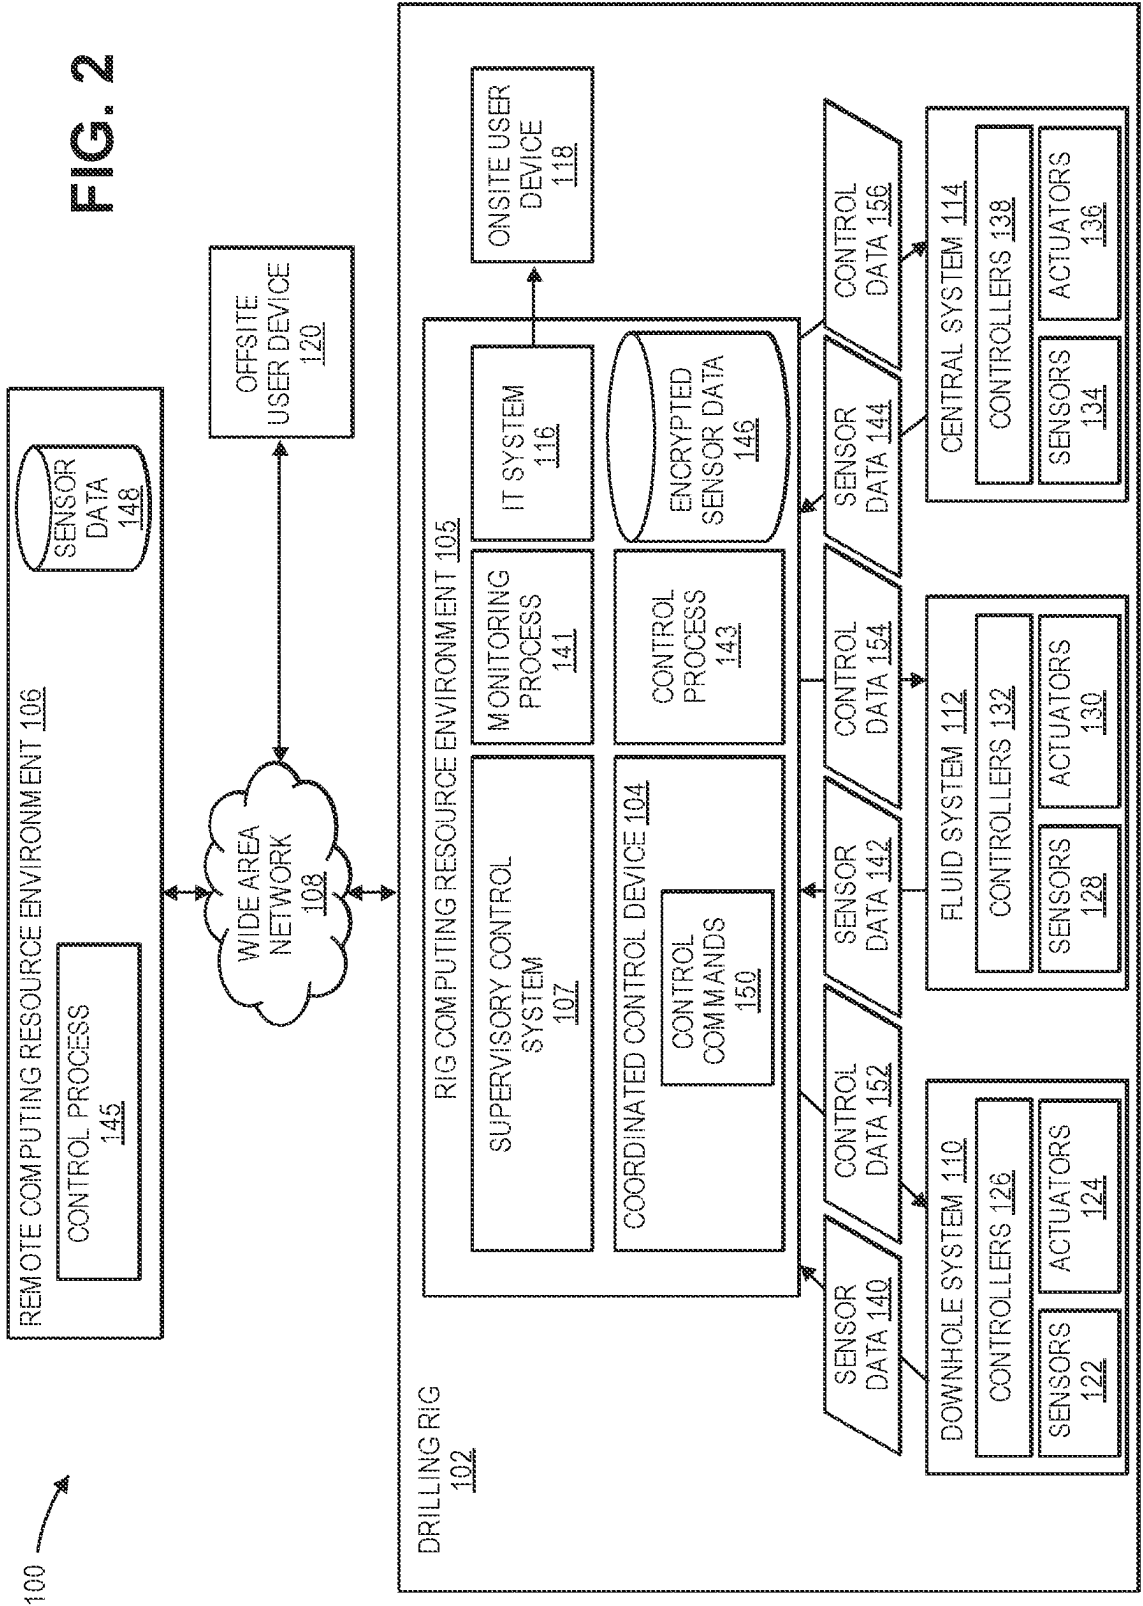 100
FIG. 2
REMOTE COMPUTING RESOURCE ENVIRONMENT 106
CONTROL PROCESS
145
SENSOR
DATA
148
WIDE AREA
NETWORK
108
OFFSITE
USER DEVICE
120
DRILLING RIG
102
RIG COMPUTING RESOURCE ENVIRONMENT 105
SUPERVISORY CONTROL
SYSTEM
107
MONITORING
PROCESS
141
IT SYSTEM
116
ONSITE USER
DEVICE
118
COORDINATED CONTROL DEVICE 104
CONTROL
COMMANDS
150
CONTROL
PROCESS
143
ENCRYPTED
SENSOR DATA
146
SENSOR
DATA 140
CONTROL
DATA 152
SENSOR
DATA 142
CONTROL
DATA 154
SENSOR
DATA 144
CONTROL
DATA 156
DOWNHOLE SYSTEM 110
CONTROLLERS 126
SENSORS
122
ACTUATORS
124
FLUID SYSTEM 112
CONTROLLERS 132
SENSORS
128
ACTUATORS
130
CENTRAL SYSTEM 114
CONTROLLERS 138
SENSORS
134
ACTUATORS
136